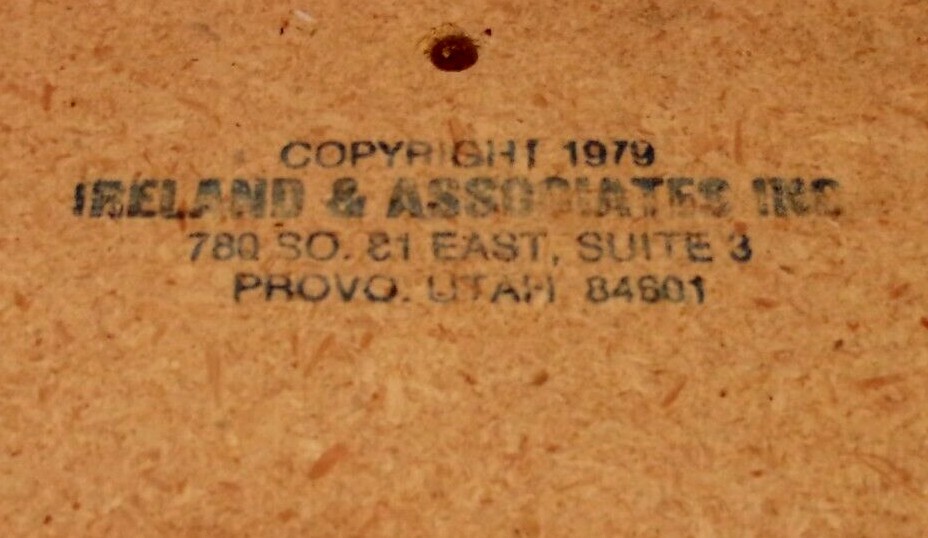 COPYRIGHT 1979
IRELAND & ASSOCIATES INC
780 SO. 81 EAST, SUITE 3
PROVO. UTAH 84601